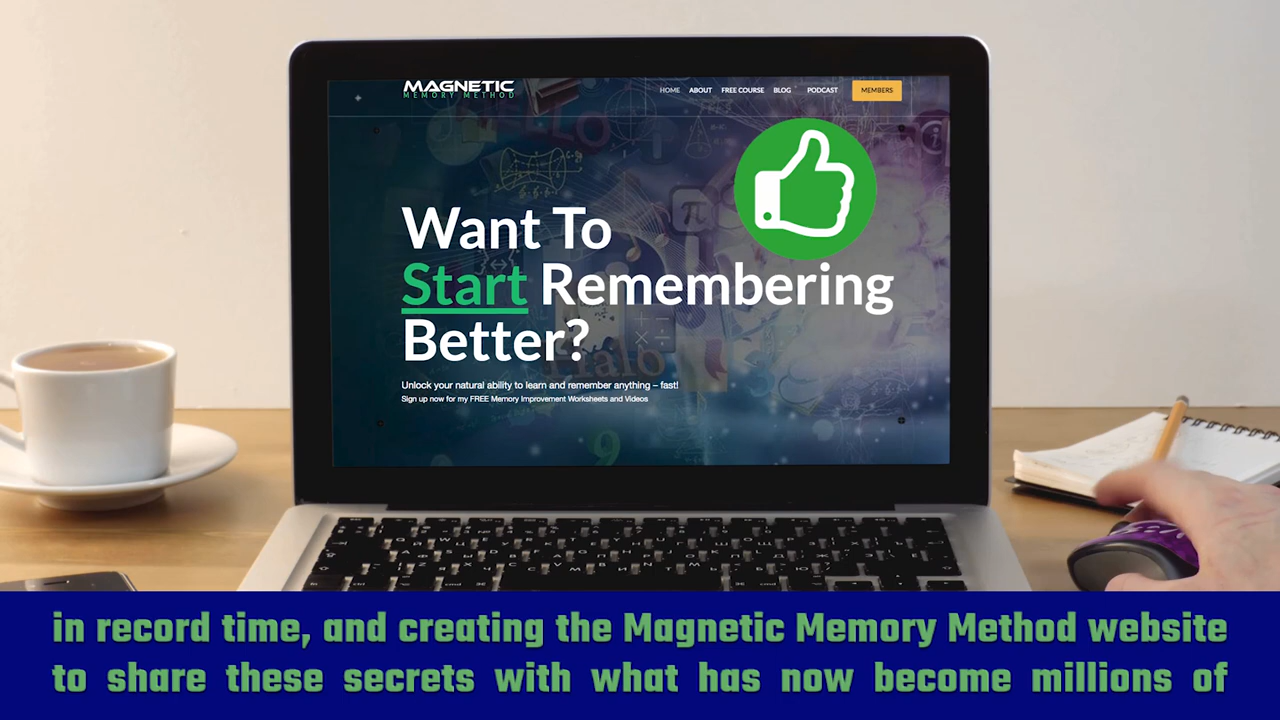 MAGNETIC
MEMORY METHOD
HOME ABOUT FREE COURSE BLOG PODCAST MEMBERS
HELLO
Want To
Start Remembering
Better?
Halo
Unlock your natural ability to learn and remember anything – fast!
Sign up now for my FREE Memory Improvement Worksheets and Videos
9
in record time, and creating the Magnetic Memory Method website
to share these secrets with what has now become millions of